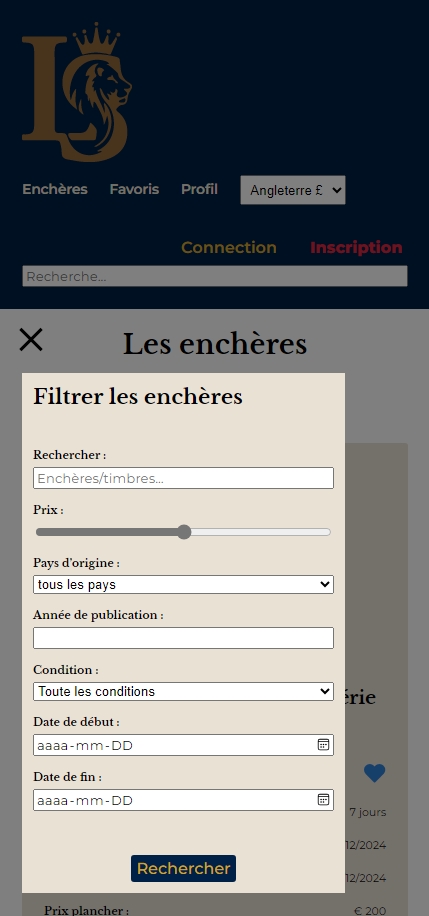 LS
Enchères Favoris Profil Angleterre £
Connection Inscription
Recherche...
Les enchères
Filtrer les enchères
Rechercher :
Enchères/timbres...
Prix :
Pays d'origine :
tous les pays
Année de publication :
Condition :
Toute les conditions
érie
Date de début :
aaaa-mm-DD
Date de fin :
aaaa-mm-DD
7 jours
12/2024
Rechercher
12/2024
Prix plancher : € 200